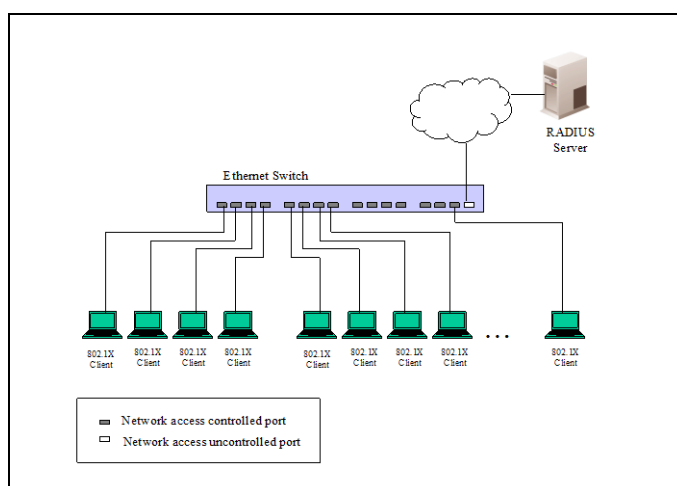 RADIUS
Server
Ethernet Switch
802.1X
Client
802.1X
Client
802.1X
Client
802.1X
Client
802.1X
Client
802.1X
Client
802.1X
Client
802.1X
Client
...
802.1X
Client
Network access controlled port
Network access uncontrolled port